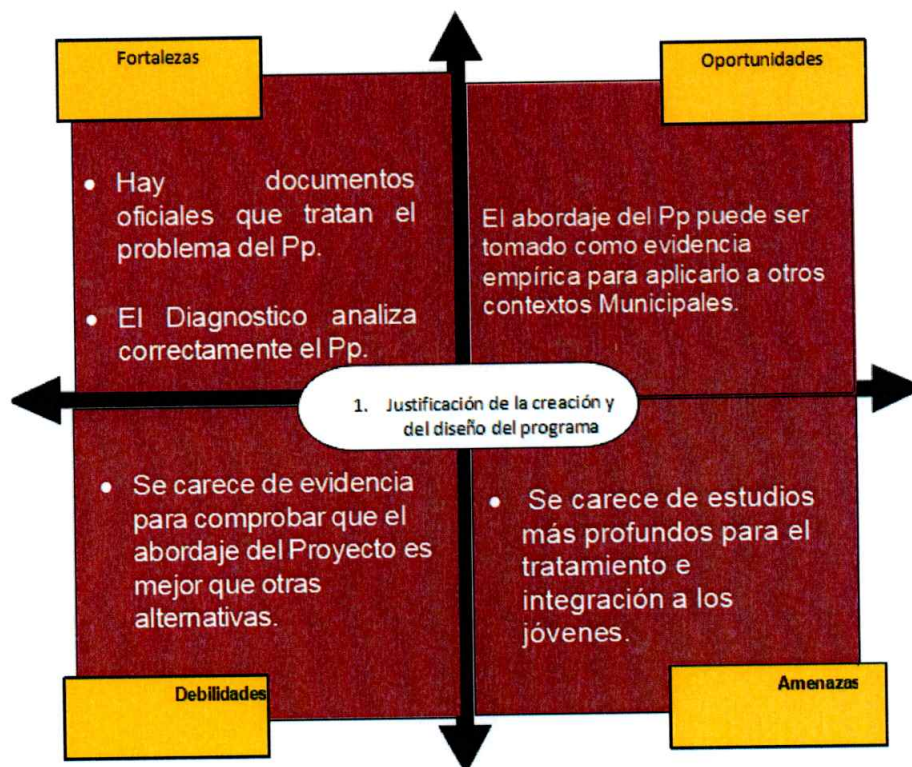 Fortalezas
Oportunidades
• Hay documentos
oficiales que tratan el
problema del Pp.
• El Diagnostico analiza
correctamente el Pp.
El abordaje del Pp puede ser
tomado como evidencia
empírica para aplicarlo a otros
contextos Municipales.
1. Justificación de la creación y
del diseño del programa
• Se carece de evidencia
para comprobar que el
abordaje del Proyecto es
mejor que otras
alternativas.
• Se carece de estudios
más profundos para el
tratamiento e
integración a los
jóvenes.
Debilidades
Amenazas